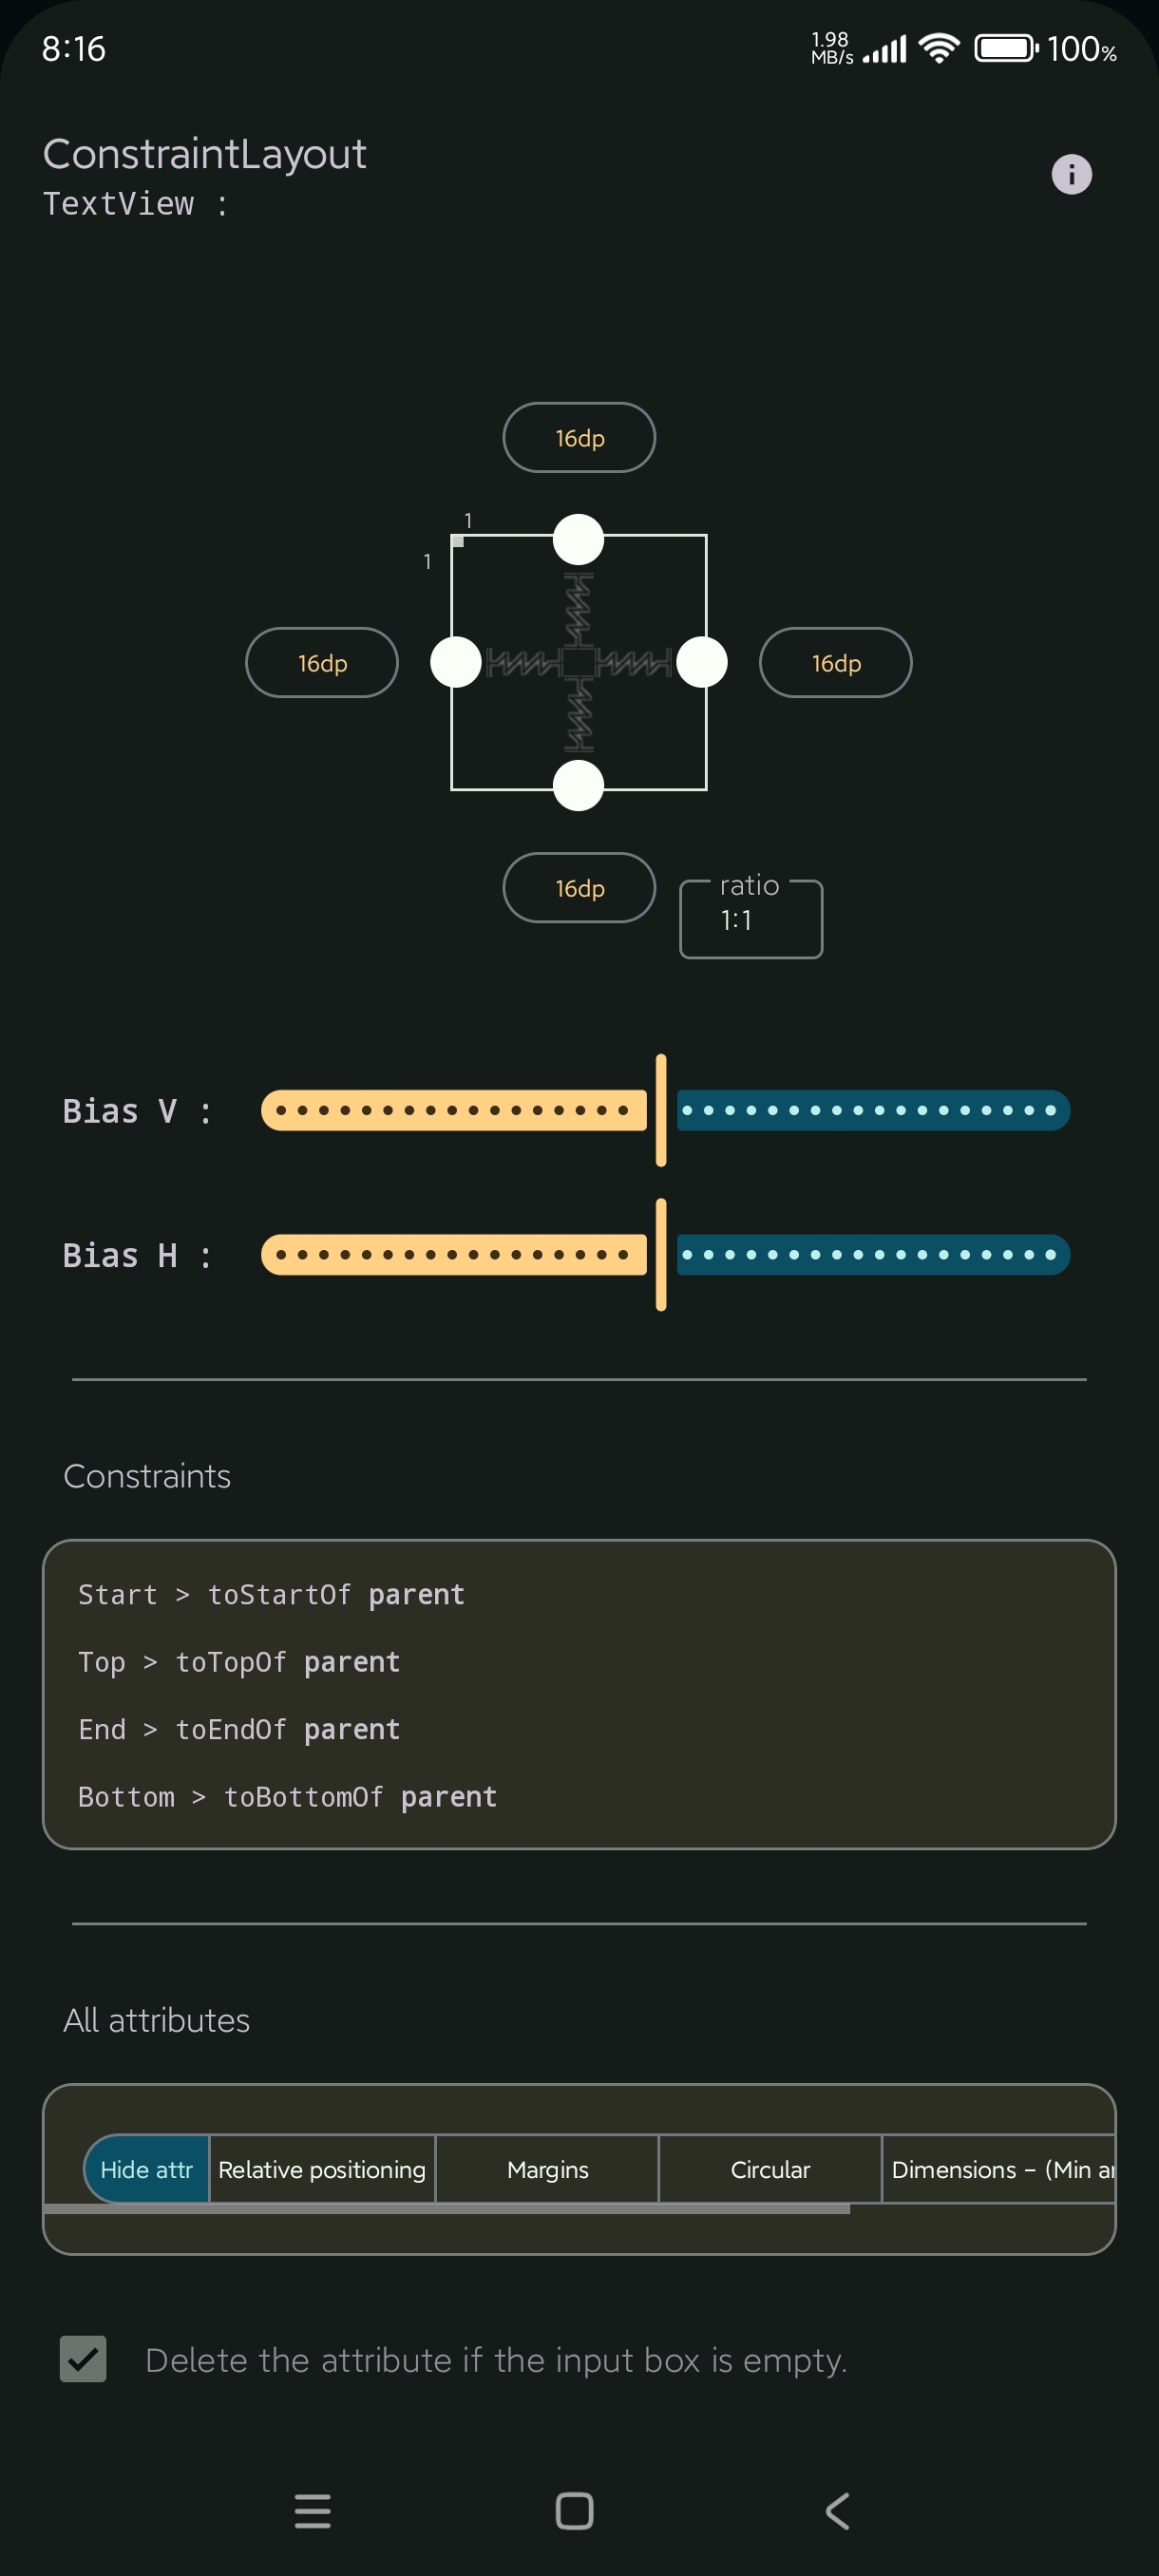 8:16
1.98
MB/s
100%
ConstraintLayout
TextView :
16dp
1
1
16dp
16dp
16dp
ratio
1:1
Bias V :
Bias H :
Constraints
Start > toStartOf parent
Top > toTopOf parent
End > toEndOf parent
Bottom > toBottomOf parent
All attributes
Hide attr
Relative positioning
Margins
Circular
Dimensions - (Min
Delete the attribute if the input box is empty.